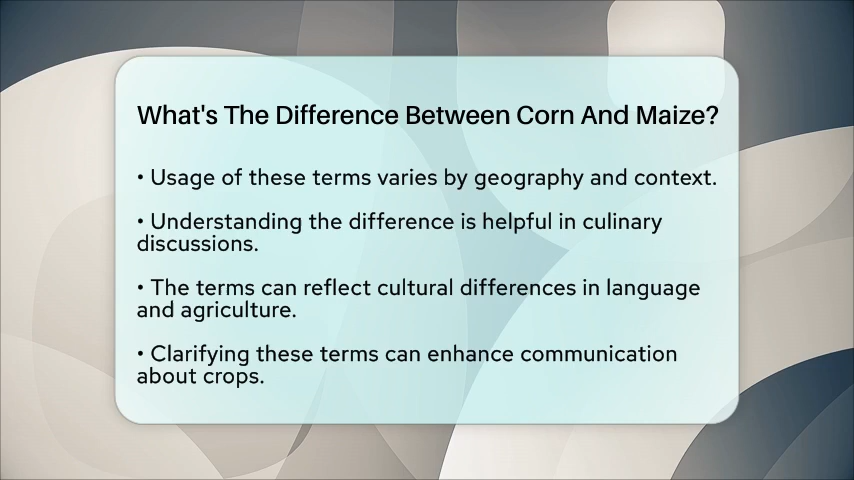 What's The Difference Between Corn And Maize?
• Usage of these terms varies by geography and context.
• Understanding the difference is helpful in culinary
discussions.
• The terms can reflect cultural differences in language
and agriculture.
• Clarifying these terms can enhance communication
about crops.